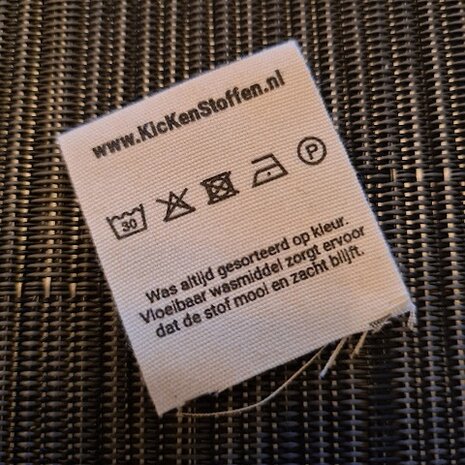 www.KicKenStoffen.nl
30 P
Was altijd gesorteerd op kleur.
Vloeibaar wasmiddel zorgt ervoor
dat de stof mooi en zacht blijft.